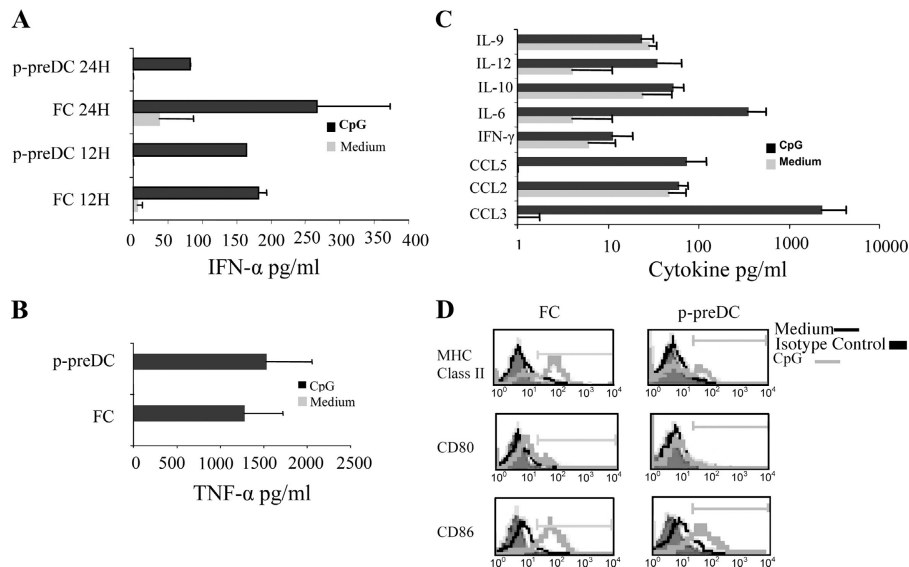 A
p-preDC 24H
FC 24H
p-preDC 12H
FC 12H
CpG
Medium
0 50 100 150 200 250 300 350 400
IFN-α pg/ml
B
p-preDC
FC
CpG
Medium
0 500 1000 1500 2000 2500
TNF-α pg/ml
C
IL-9
IL-12
IL-10
IL-6
IFN-γ
CCL5
CCL2
CCL3
CpG
Medium
1 10 100 1000 10000
Cytokine pg/ml
D
FC p-preDC
Medium
Isotype Control
CpG
MHC
Class II
10⁰ 10¹ 10² 10³ 10⁴ 10⁰ 10¹ 10² 10³ 10⁴
CD80
10⁰ 10¹ 10² 10³ 10⁴ 10⁰ 10¹ 10² 10³ 10⁴
CD86
10⁰ 10¹ 10² 10³ 10⁴ 10⁰ 10¹ 10² 10³ 10⁴